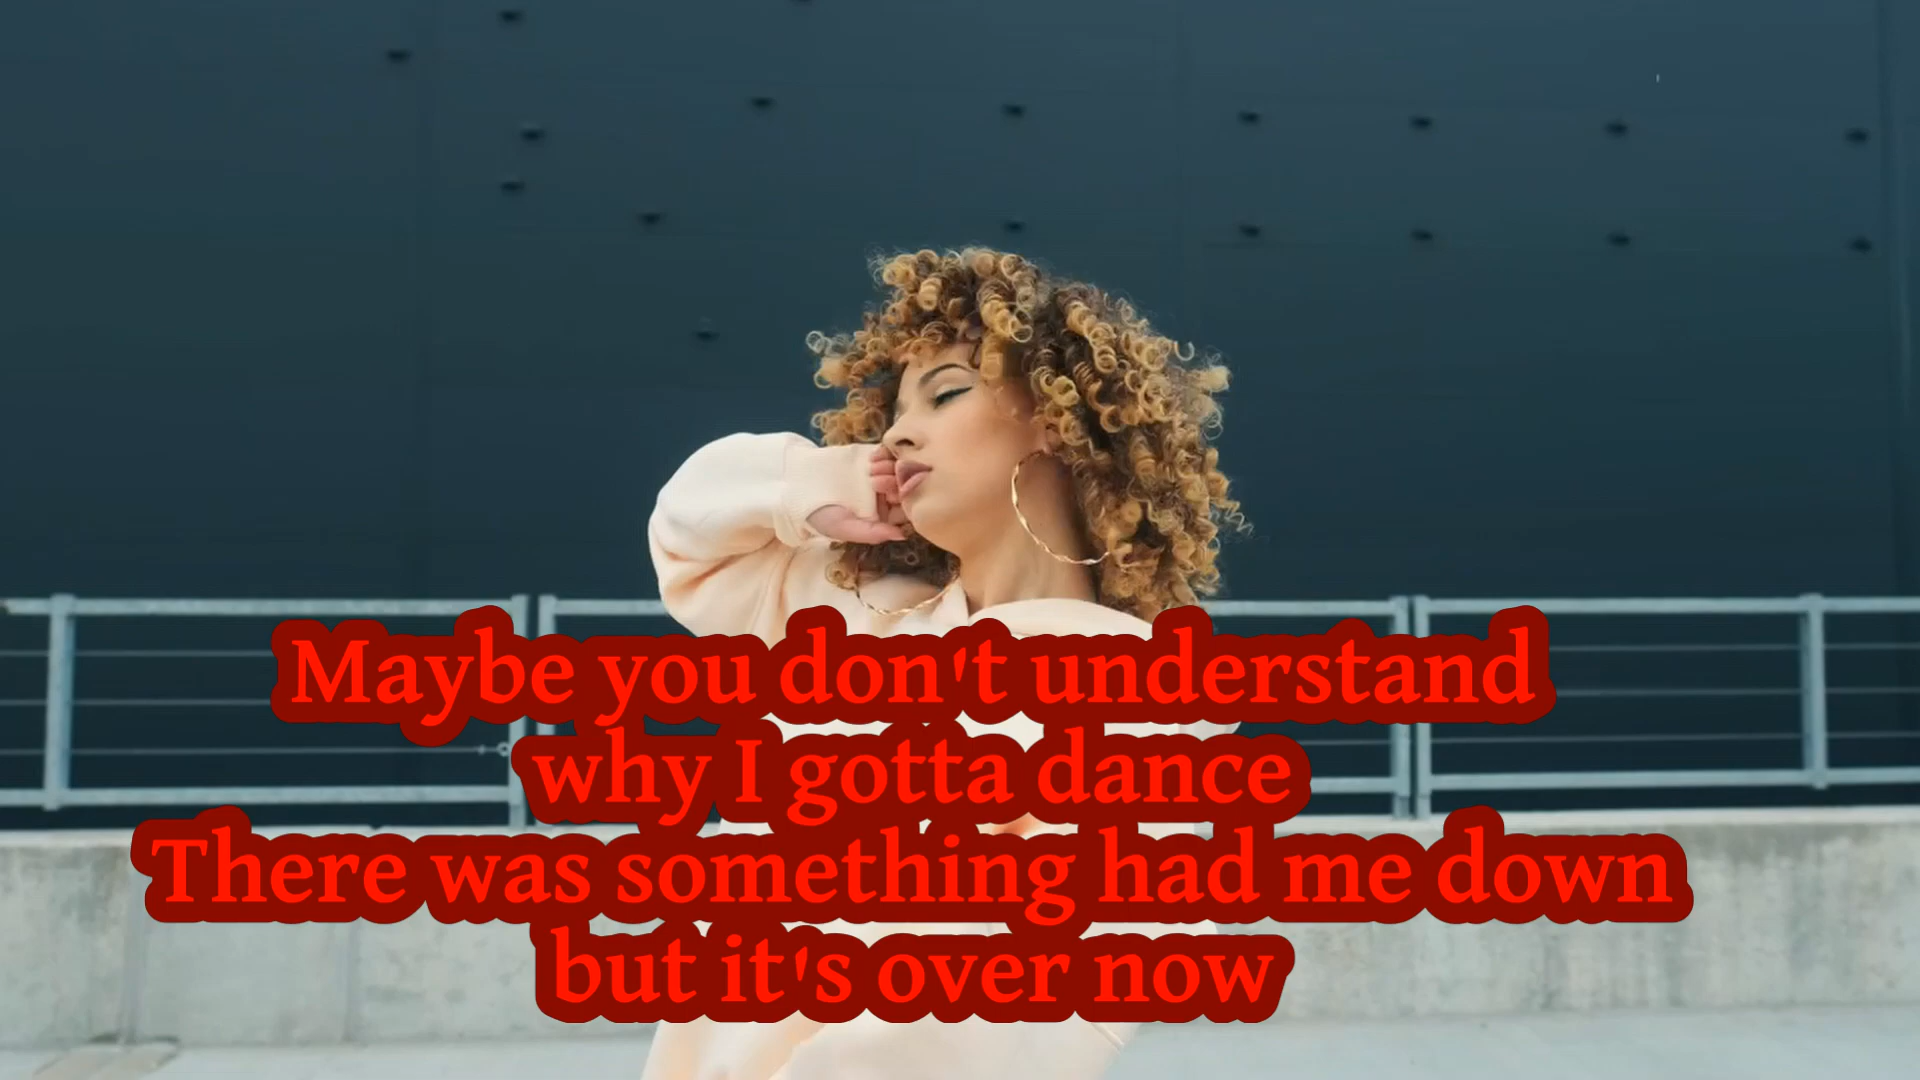 Maybe you don't understand
why I gotta dance
There was something had me down
but it's over now